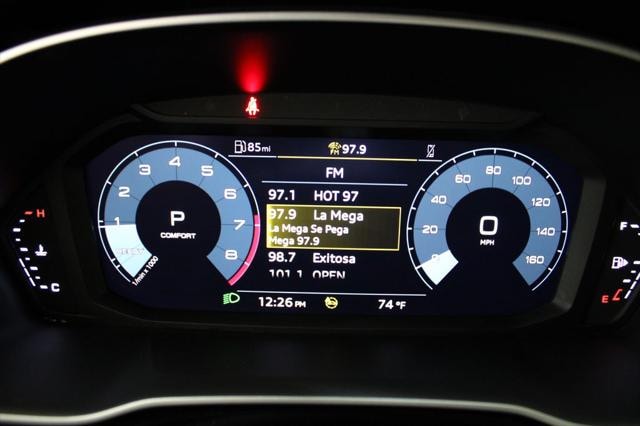 85mi
FM 97.9
FM
97.1 HOT 97
97.9 La Mega
La Mega Se Pega
Mega 97.9
98.7 Exitosa
101.1 OPEN
1 2 3 4 5 6 7 8
P
COMFORT
1/min x 1000
0 20 40 60 80 100 120 140 160
0
MPH
H
C
F
E
12:26 PM
74 °F